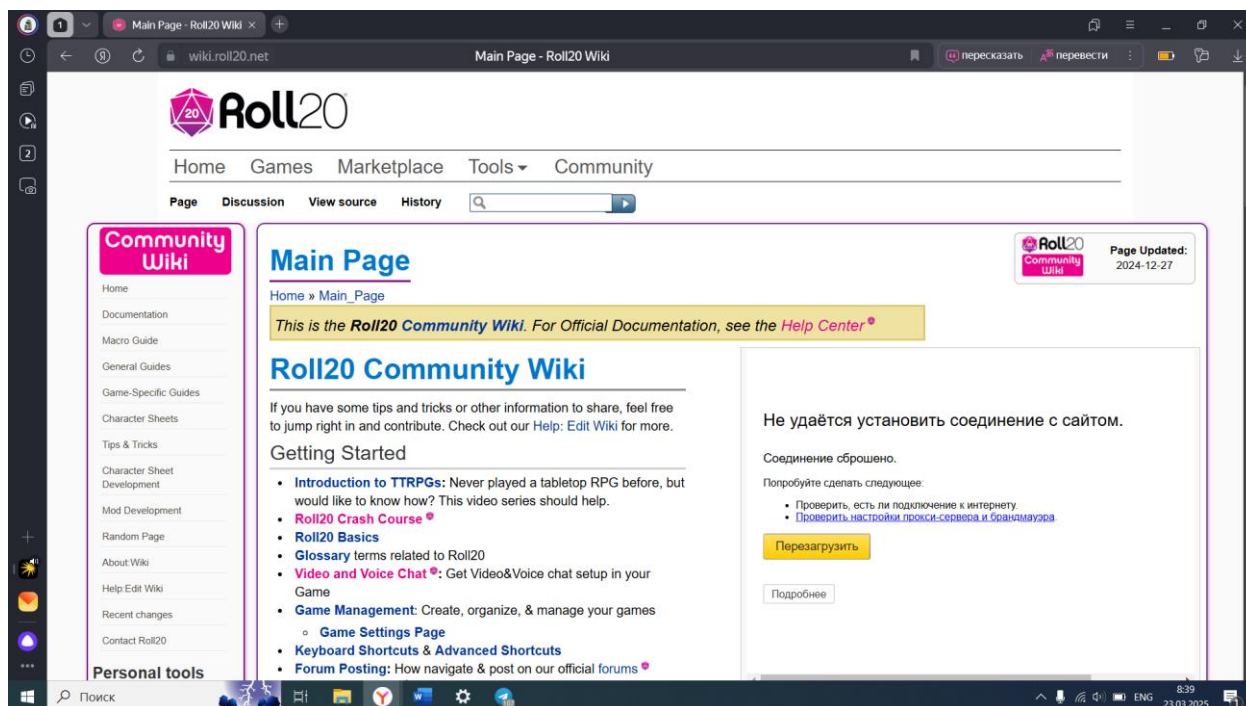 1
Main Page - Roll20 Wiki
wiki.roll20.net
Main Page - Roll20 Wiki
пересказать
перевести
2
20
Roll20
Home Games Marketplace Tools Community
Page Discussion View source History
Community
Wiki
Home
Documentation
Macro Guide
General Guides
Game-Specific Guides
Character Sheets
Tips & Tricks
Character Sheet
Development
Mod Development
Random Page
About:Wiki
Help:Edit Wiki
Recent changes
Contact Roll20
Personal tools
Main Page
Roll20
Community
Wiki
Page Updated:
2024-12-27
Home » Main_Page
This is the Roll20 Community Wiki. For Official Documentation, see the Help Center
Roll20 Community Wiki
If you have some tips and tricks or other information to share, feel free
to jump right in and contribute. Check out our Help: Edit Wiki for more.
Getting Started
• Introduction to TTRPGs: Never played a tabletop RPG before, but
would like to know how? This video series should help.
• Roll20 Crash Course
• Roll20 Basics
• Glossary terms related to Roll20
• Video and Voice Chat : Get Video&Voice chat setup in your
Game
• Game Management: Create, organize, & manage your games
Game Settings Page
• Keyboard Shortcuts & Advanced Shortcuts
• Forum Posting: How navigate & post on our official forums
Не удаётся установить соединение с сайтом.
Соединение сброшено.
Попробуйте сделать следующее:
• Проверить, есть ли подключение к интернету.
• Проверить настройки прокси-сервера и брандмауэра.
Перезагрузить
Подробнее
Поиск
ENG
8:39
23.03.2025